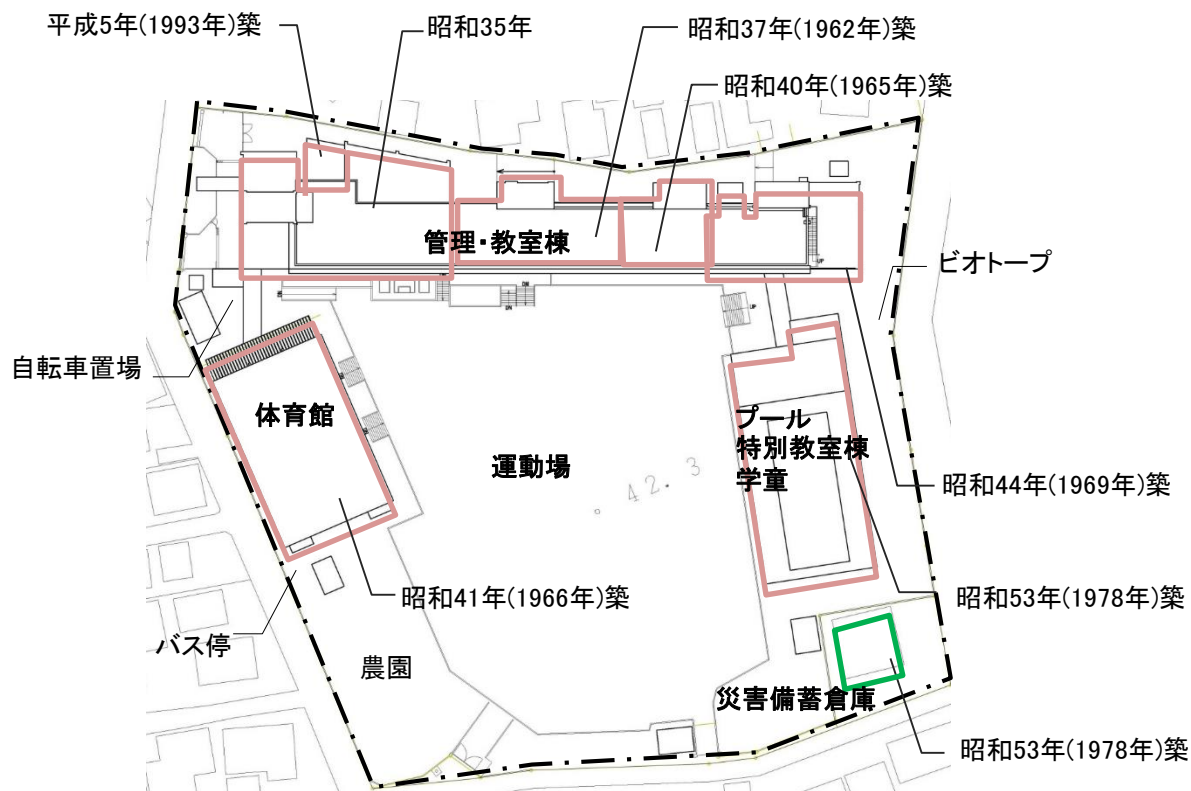 平成5年(1993年)築
昭和35年
昭和37年(1962年)築
昭和40年(1965年)築
管理・教室棟
ビオトープ
自転車置場
体育館
プール
特別教室棟
学童
運動場
42.3
昭和44年(1969年)築
昭和41年(1966年)築
昭和53年(1978年)築
バス停
農園
災害備蓄倉庫
昭和53年(1978年)築